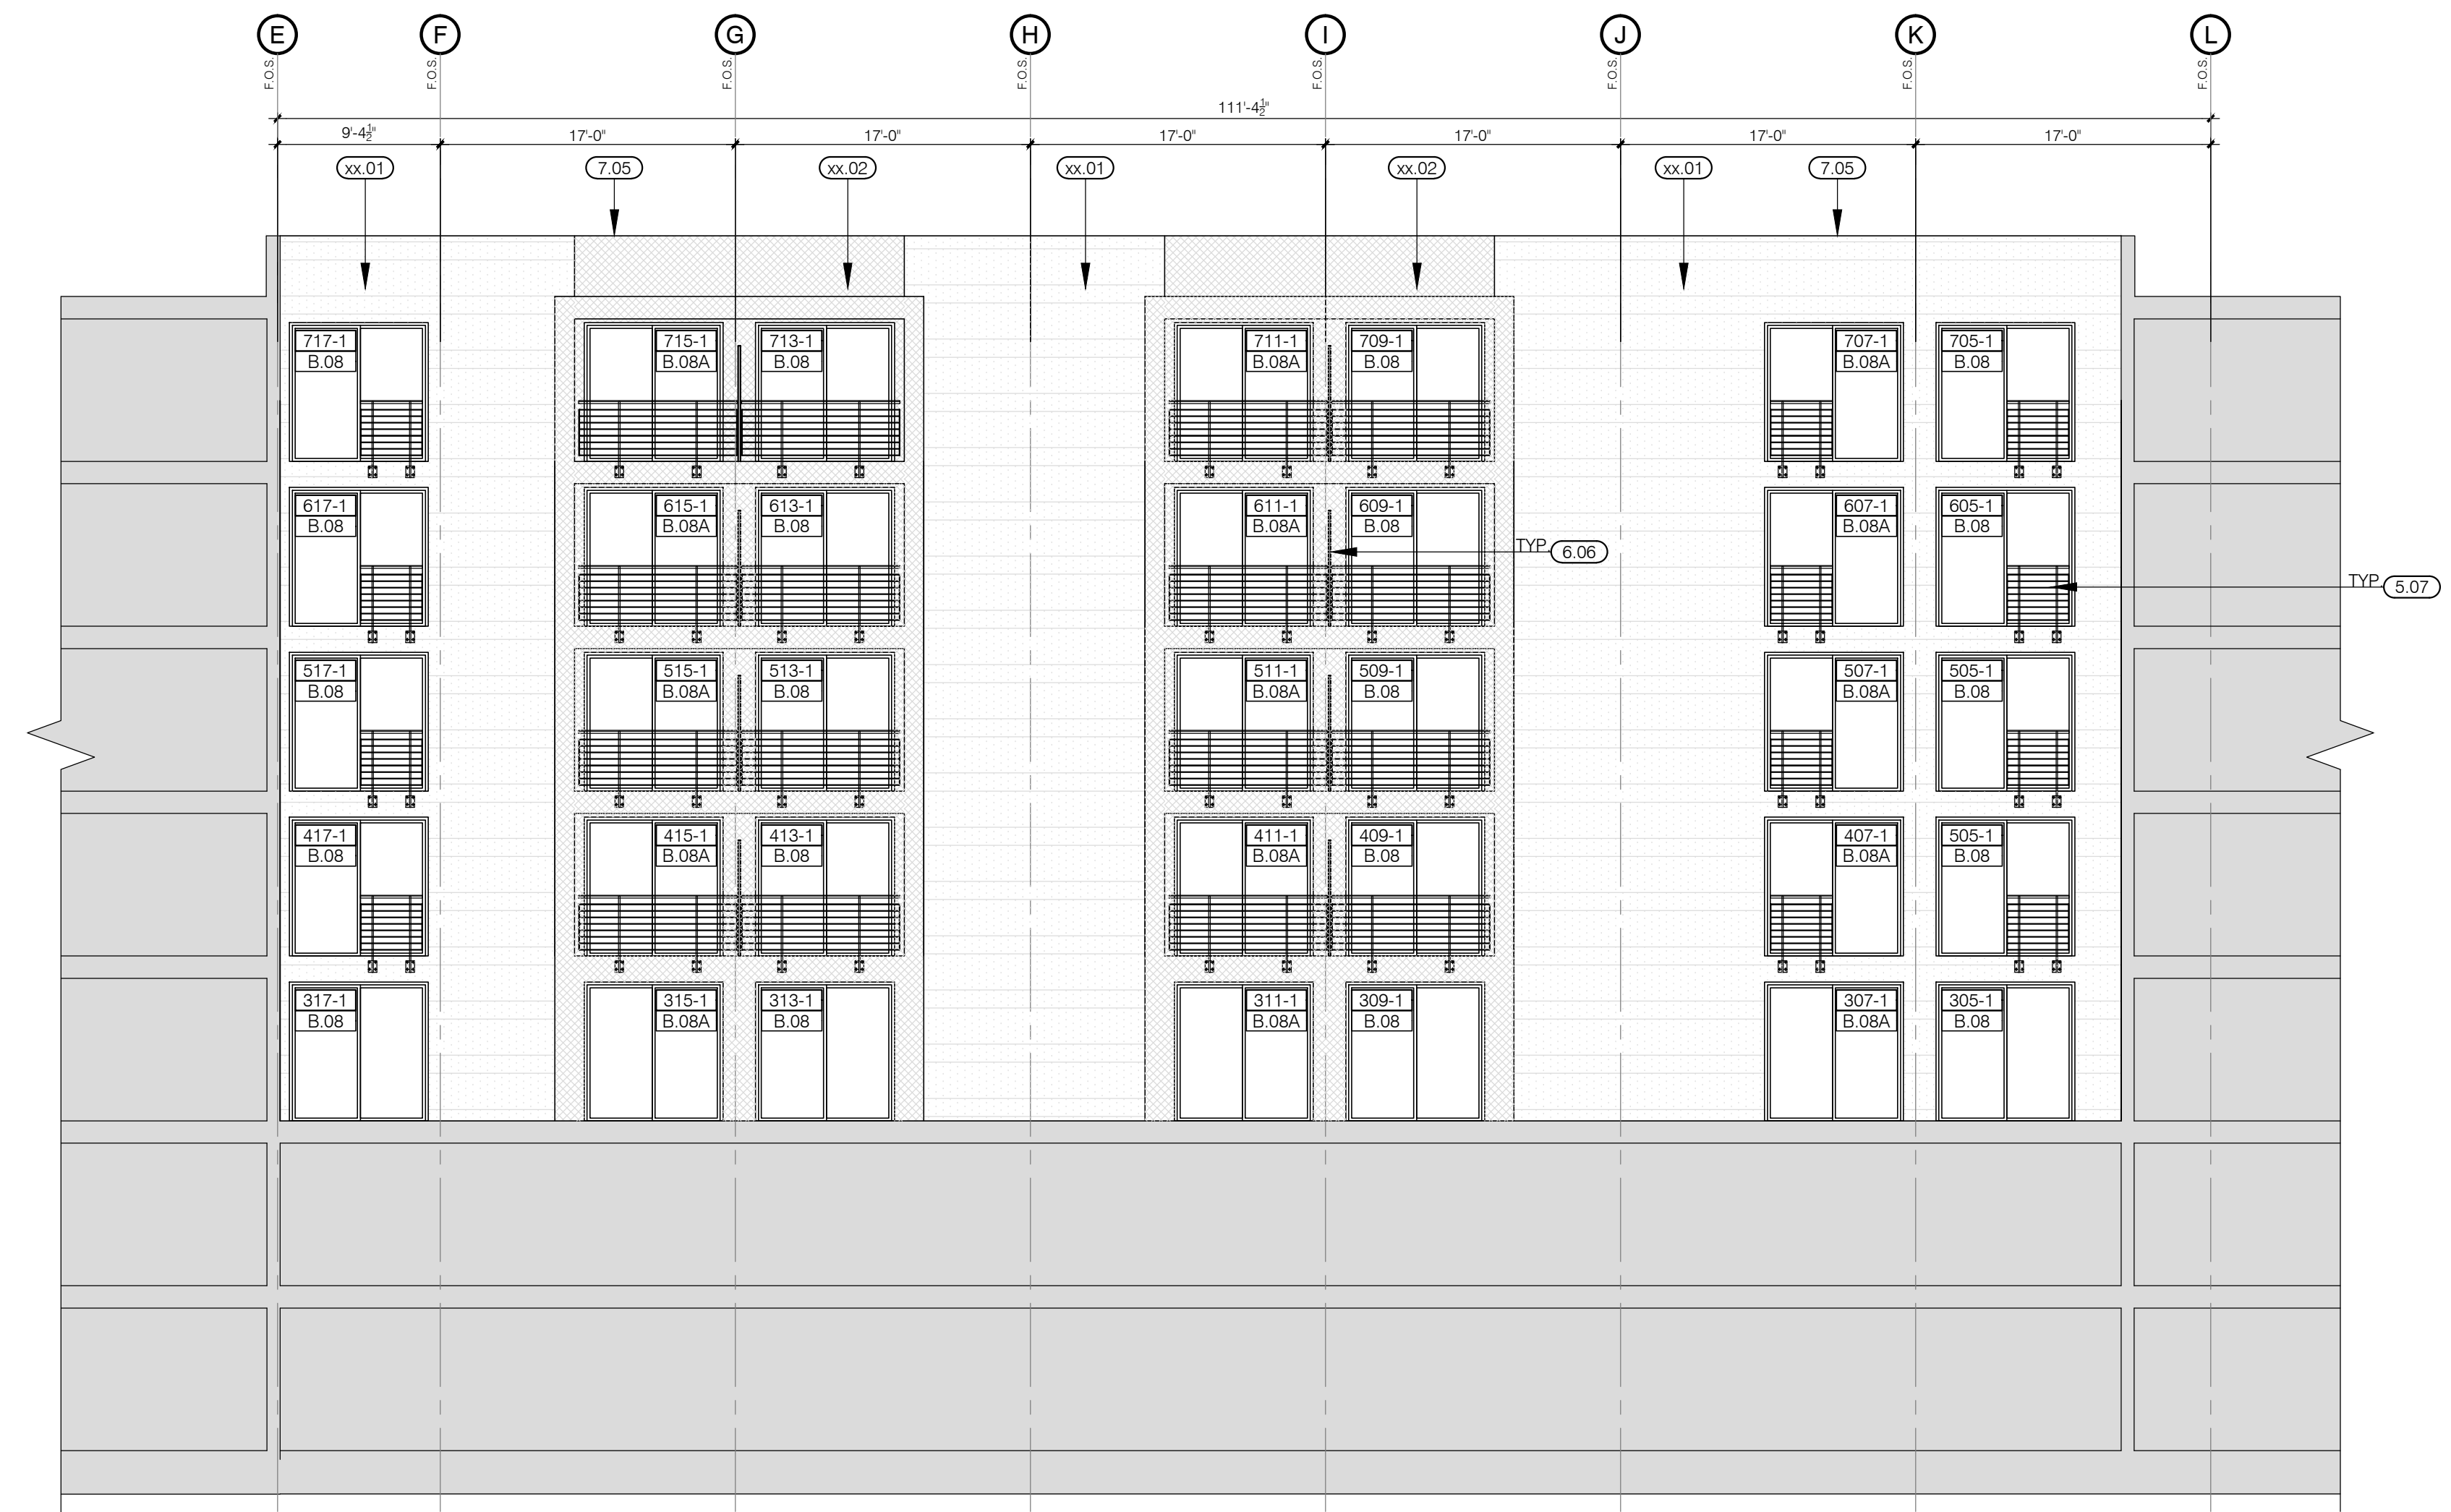 E F G H I J K L
F.O.S. F.O.S. F.O.S. F.O.S. F.O.S. F.O.S. F.O.S. F.O.S.
111'-4½"
9'-4½" 17'-0" 17'-0" 17'-0" 17'-0" 17'-0" 17'-0"
xx.01 7.05 xx.02 xx.01 xx.02 xx.01 7.05
717-1 715-1 713-1 711-1 709-1 707-1 705-1
B.08 B.08A B.08 B.08A B.08 B.08A B.08
617-1 615-1 613-1 611-1 609-1 607-1 605-1
B.08 B.08A B.08 B.08A B.08 B.08A B.08
TYP. 6.06
TYP. 5.07
517-1 515-1 513-1 511-1 509-1 507-1 505-1
B.08 B.08A B.08 B.08A B.08 B.08A B.08
417-1 415-1 413-1 411-1 409-1 407-1 505-1
B.08 B.08A B.08 B.08A B.08 B.08A B.08
317-1 315-1 313-1 311-1 309-1 307-1 305-1
B.08 B.08A B.08 B.08A B.08 B.08A B.08